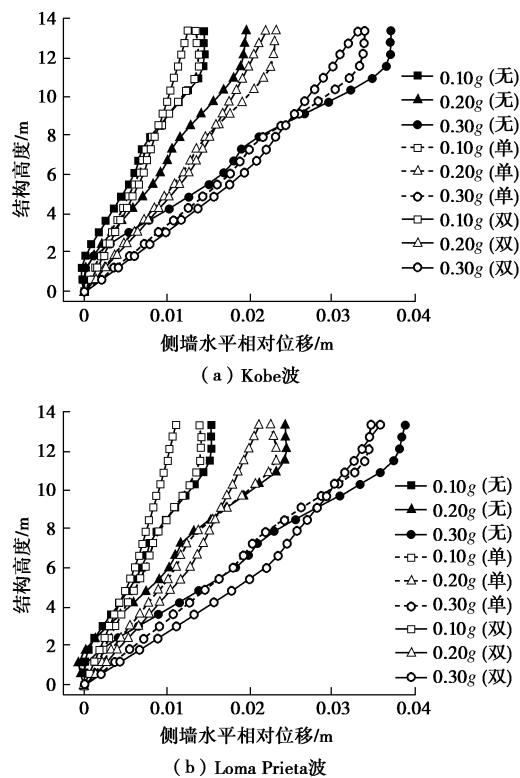 14
12
10
8
6
4
2
0
结构高度/m
0.10g (无)
0.20g (无)
0.30g (无)
0.10g (单)
0.20g (单)
0.30g (单)
0.10g (双)
0.20g (双)
0.30g (双)
0 0.01 0.02 0.03 0.04
侧墙水平相对位移/m
(a) Kobe波
14
12
10
8
6
4
2
0
结构高度/m
0.10g (无)
0.20g (无)
0.30g (无)
0.10g (单)
0.20g (单)
0.30g (单)
0.10g (双)
0.20g (双)
0.30g (双)
0 0.01 0.02 0.03 0.04
侧墙水平相对位移/m
(b) Loma Prieta波